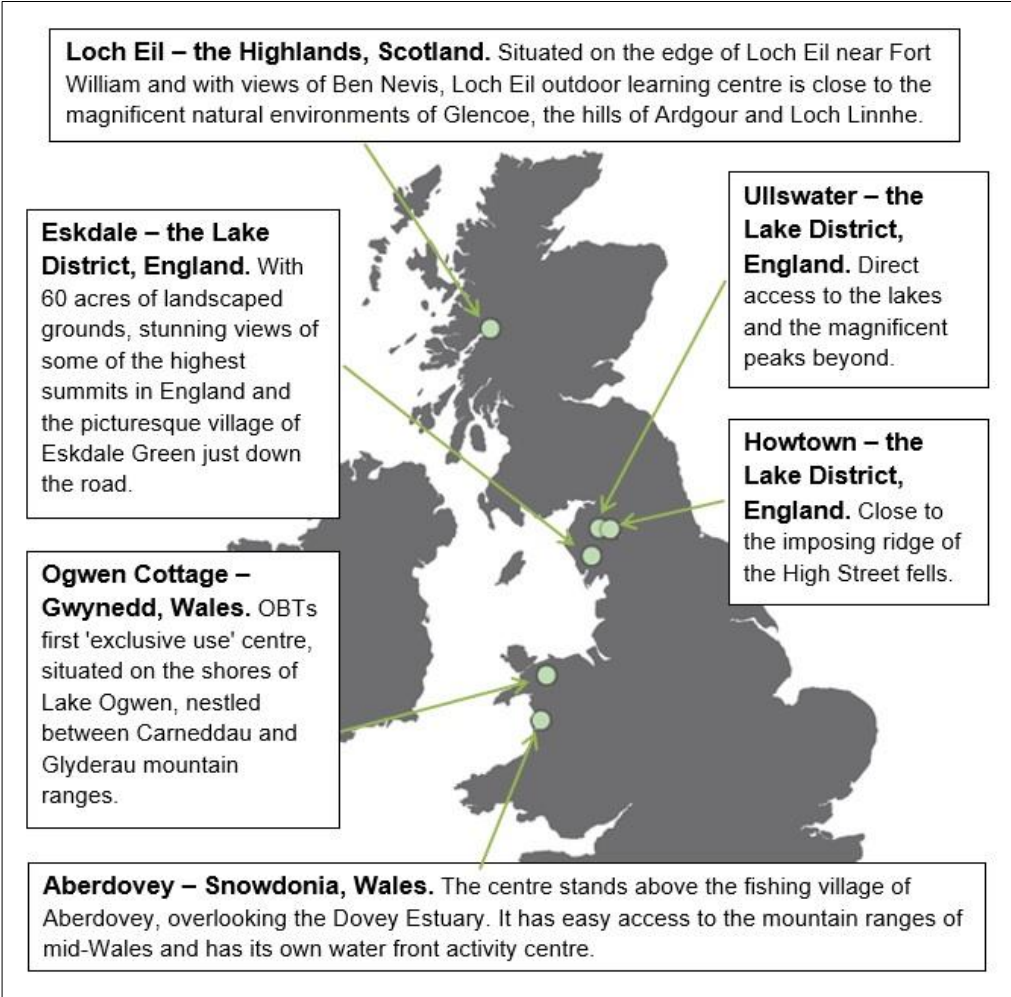 Loch Eil – the Highlands, Scotland. Situated on the edge of Loch Eil near Fort
William and with views of Ben Nevis, Loch Eil outdoor learning centre is close to the
magnificent natural environments of Glencoe, the hills of Ardgour and Loch Linnhe.
Eskdale – the Lake
District, England. With
60 acres of landscaped
grounds, stunning views of
some of the highest
summits in England and
the picturesque village of
Eskdale Green just down
the road.
Ullswater – the
Lake District,
England. Direct
access to the lakes
and the magnificent
peaks beyond.
Howtown – the
Lake District,
England. Close to
the imposing ridge of
the High Street fells.
Ogwen Cottage –
Gwynedd, Wales. OBTs
first 'exclusive use' centre,
situated on the shores of
Lake Ogwen, nestled
between Carneddau and
Glyderau mountain
ranges.
Aberdovey – Snowdonia, Wales. The centre stands above the fishing village of
Aberdovey, overlooking the Dovey Estuary. It has easy access to the mountain ranges of
mid-Wales and has its own water front activity centre.